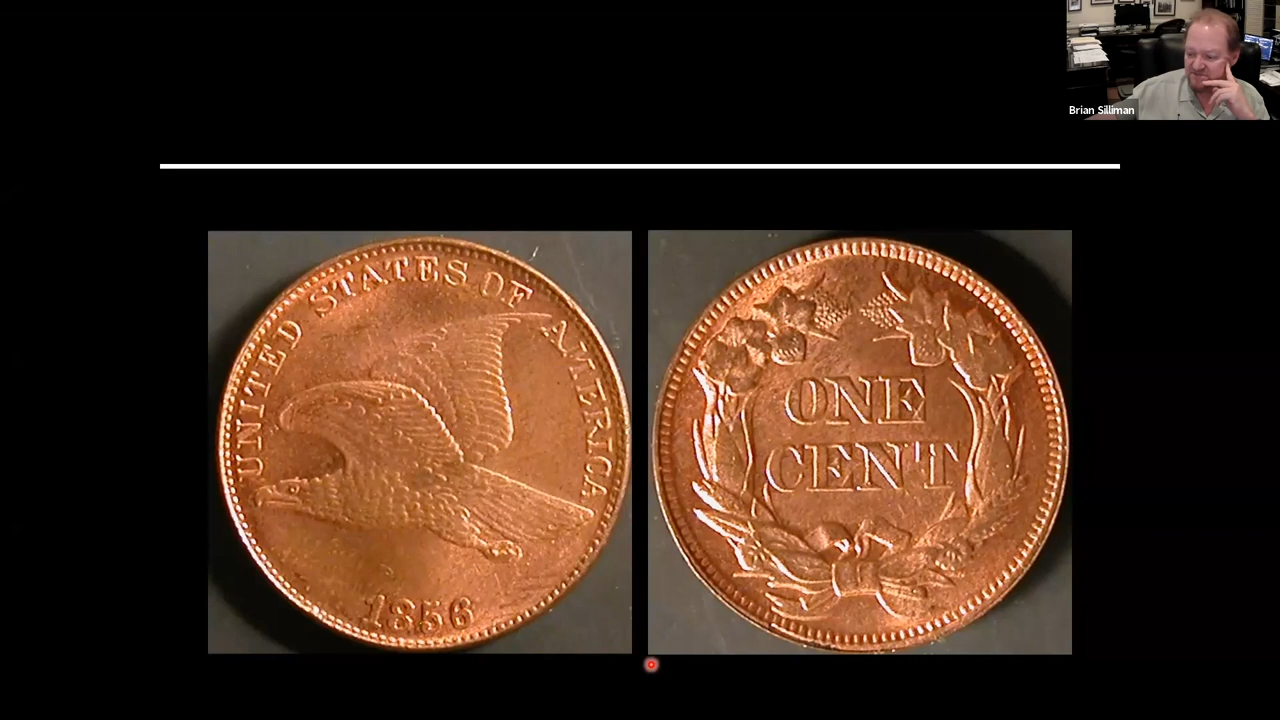 Brian Silliman
UNITED STATES OF AMERICA
1856
ONE
CENT